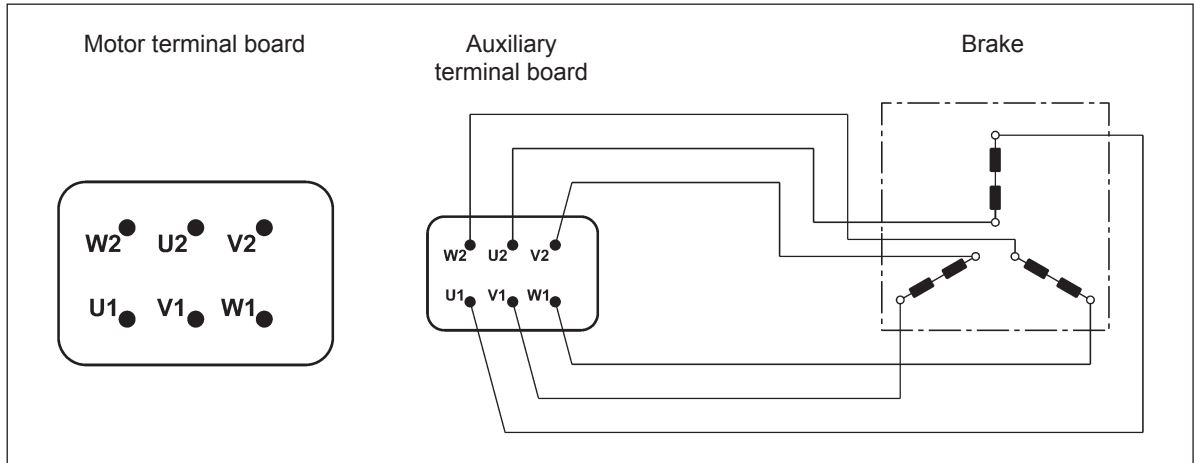 Motor terminal board
Auxiliary
terminal board
Brake
W2 U2 V2
U1 V1 W1
W2 U2 V2
U1 V1 W1